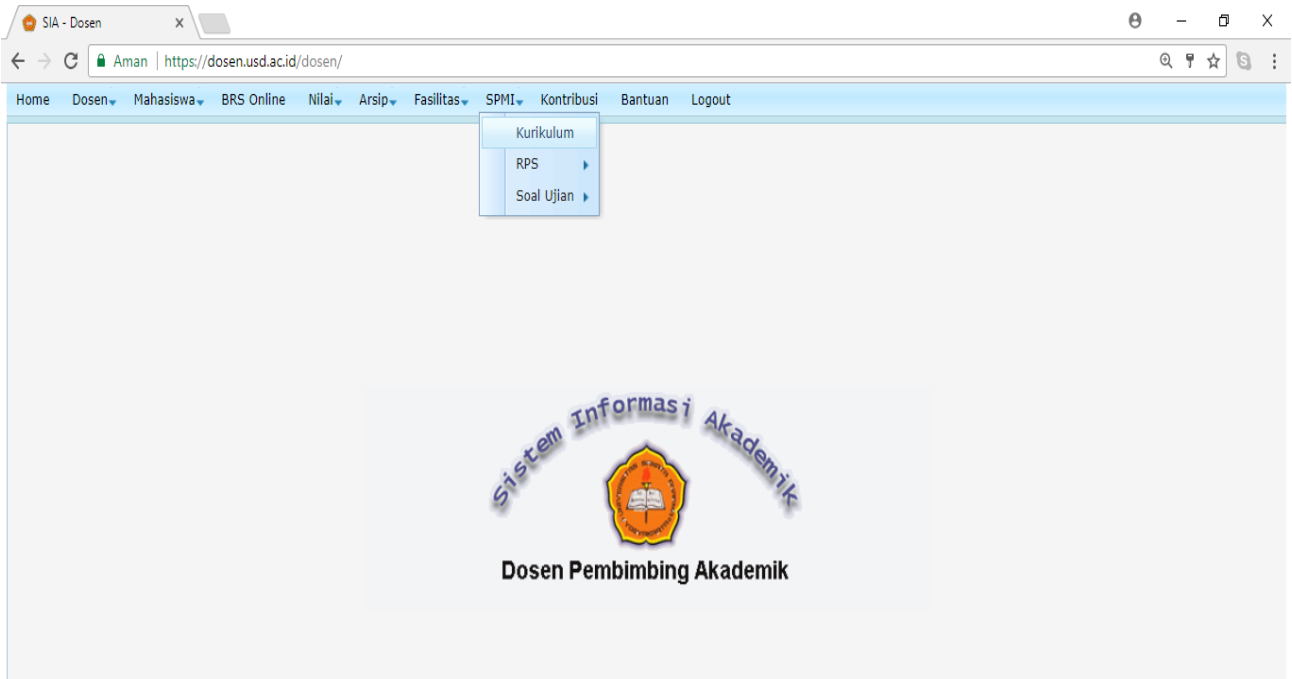 SIA - Dosen
Aman | https://dosen.usd.ac.id/dosen/
Home Dosen Mahasiswa BRS Online Nilai Arsip Fasilitas SPMI Kontribusi Bantuan Logout
Kurikulum
RPS
Soal Ujian
Sistem Informasi Akademik
Dosen Pembimbing Akademik